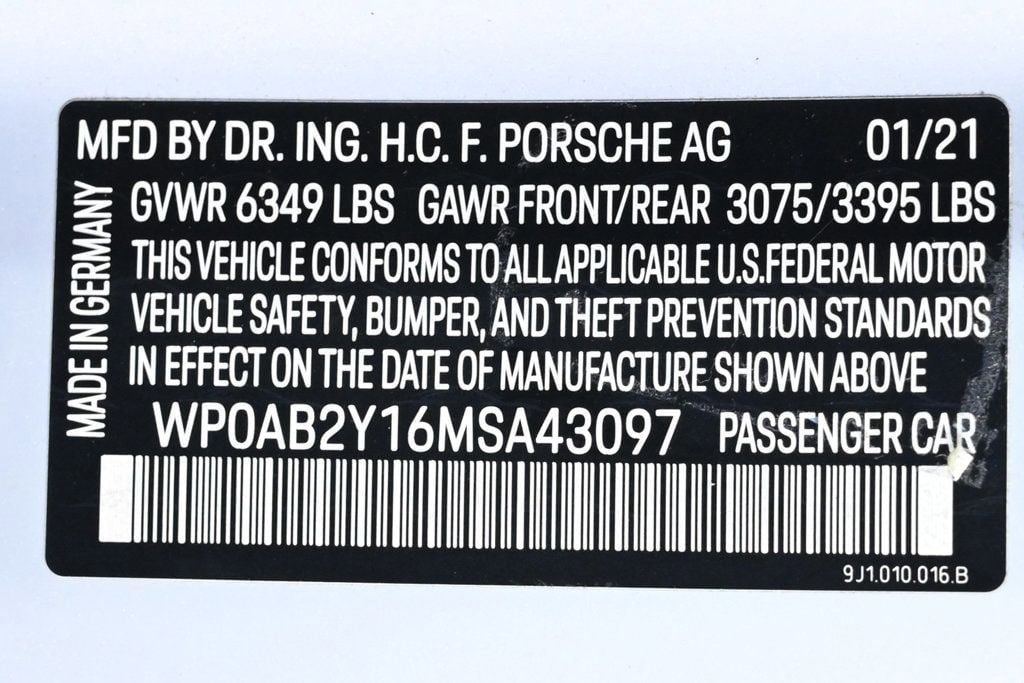 MFD BY DR. ING. H.C. F. PORSCHE AG 01/21
MADE IN GERMANY
GVWR 6349 LBS GAWR FRONT/REAR 3075/3395 LBS
THIS VEHICLE CONFORMS TO ALL APPLICABLE U.S.FEDERAL MOTOR
VEHICLE SAFETY, BUMPER, AND THEFT PREVENTION STANDARDS
IN EFFECT ON THE DATE OF MANUFACTURE SHOWN ABOVE
WP0AB2Y16MSA43097 PASSENGER CAR
9J1.010.016.B